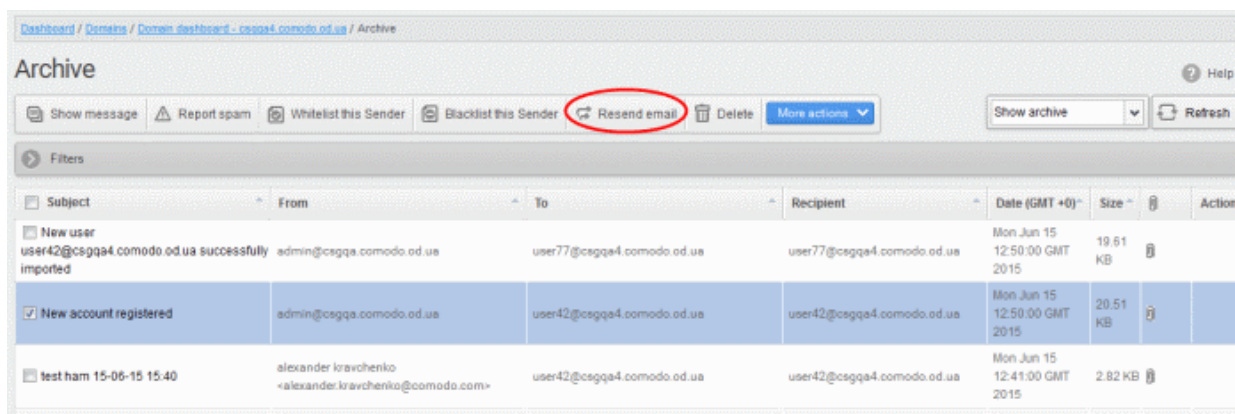 Dashboard / Domains / Domain dashboard - csgqa4.comodo.od.ua / Archive
Archive
Help
Show message Report spam Whitelist this Sender Blacklist this Sender Resend email Delete More actions Show archive Refresh
Filters
Subject From To Recipient Date (GMT +0) Size Action
New user
user42@csgqa4.comodo.od.ua successfully
imported
admin@csgqa.comodo.od.ua
user77@csgqa4.comodo.od.ua
user77@csgqa4.comodo.od.ua
Mon Jun 15
12:50:00 GMT
2015
19.61
KB
New account registered
admin@csgqa.comodo.od.ua
user42@csgqa4.comodo.od.ua
user42@csgqa4.comodo.od.ua
Mon Jun 15
12:50:00 GMT
2015
20.51
KB
test ham 15-06-15 15:40
alexander kravchenko
<alexander.kravchenko@comodo.com>
user42@csgqa4.comodo.od.ua
user42@csgqa4.comodo.od.ua
Mon Jun 15
12:41:00 GMT
2015
2.82 KB